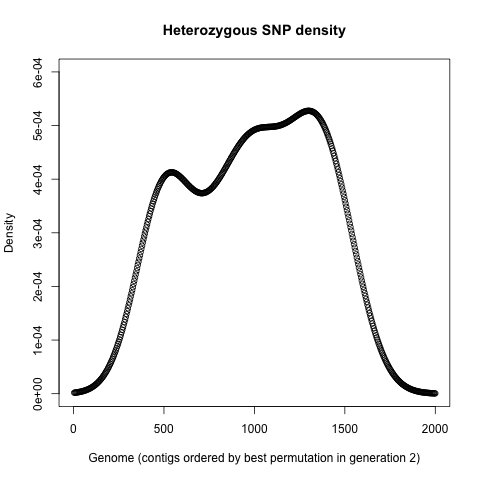 Heterozygous SNP density
Density
6e-04
5e-04
4e-04
3e-04
2e-04
1e-04
0e+00
0 500 1000 1500 2000
Genome (contigs ordered by best permutation in generation 2)